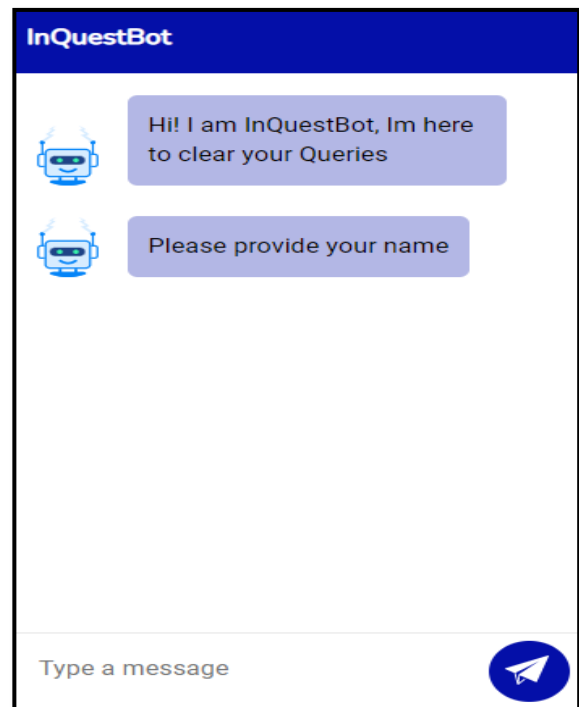 InQuestBot
Hi! I am InQuestBot, Im here
to clear your Queries
Please provide your name
Type a message